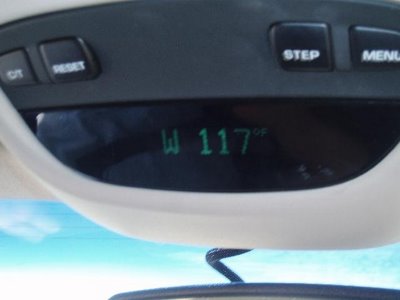 C/T RESET STEP MENU
W 117°F